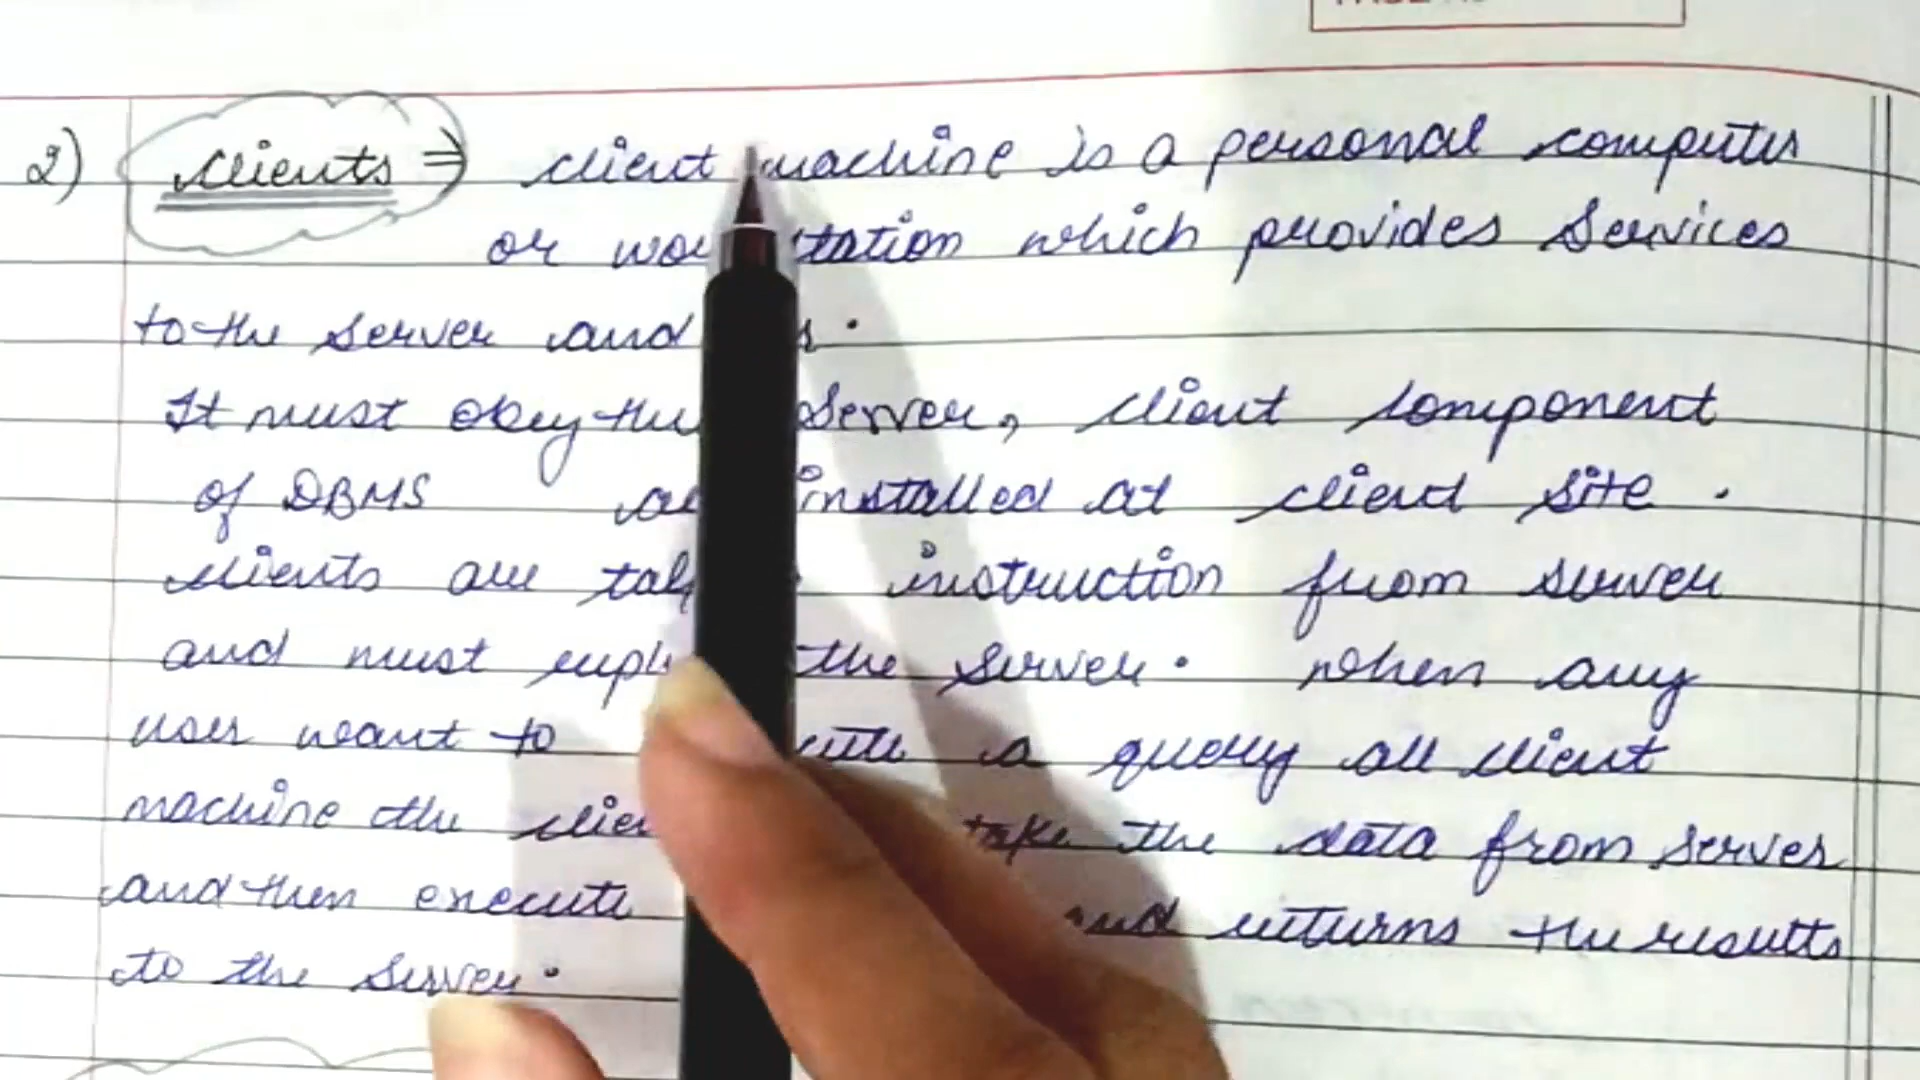 2) Clients ⇒ client machine is a personal computer
or which provides services
to the server and
It must obey the server, client component
of DBMS installed at client site.
clients are instruction from server
and must the server. when any
user want to a query all client
machine the take the data from server
and then execute and returns the results
to the server.